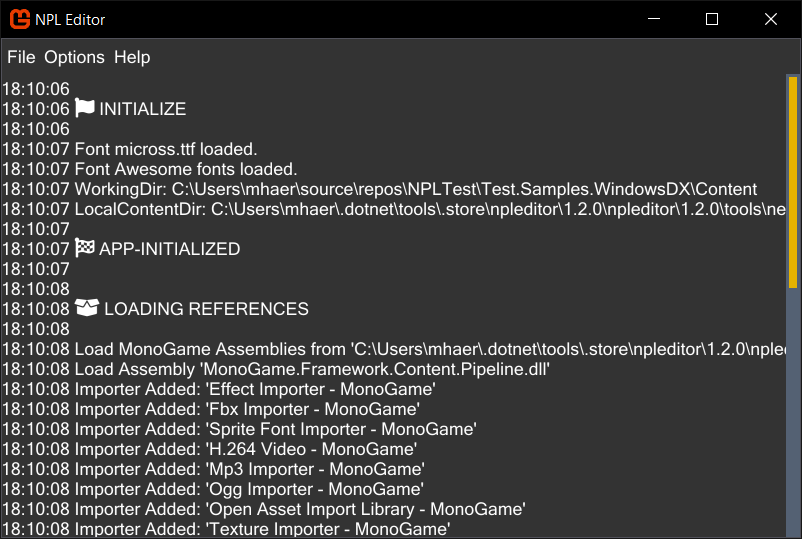 NPL Editor
File Options Help
18:10:06
18:10:06 INITIALIZE
18:10:06
18:10:07 Font micross.ttf loaded.
18:10:07 Font Awesome fonts loaded.
18:10:07 WorkingDir: C:\Users\mhaer\source\repos\NPLTest\Test.Samples.WindowsDX\Content
18:10:07 LocalContentDir: C:\Users\mhaer\.dotnet\tools\.store\npleditor\1.2.0\npleditor\1.2.0\tools\ne
18:10:07
18:10:07 APP-INITIALIZED
18:10:07
18:10:08
18:10:08 LOADING REFERENCES
18:10:08
18:10:08 Load MonoGame Assemblies from 'C:\Users\mhaer\.dotnet\tools\.store\npleditor\1.2.0\nple
18:10:08 Load Assembly 'MonoGame.Framework.Content.Pipeline.dll'
18:10:08 Importer Added: 'Effect Importer - MonoGame'
18:10:08 Importer Added: 'Fbx Importer - MonoGame'
18:10:08 Importer Added: 'Sprite Font Importer - MonoGame'
18:10:08 Importer Added: 'H.264 Video - MonoGame'
18:10:08 Importer Added: 'Mp3 Importer - MonoGame'
18:10:08 Importer Added: 'Ogg Importer - MonoGame'
18:10:08 Importer Added: 'Open Asset Import Library - MonoGame'
18:10:08 Importer Added: 'Texture Importer - MonoGame'